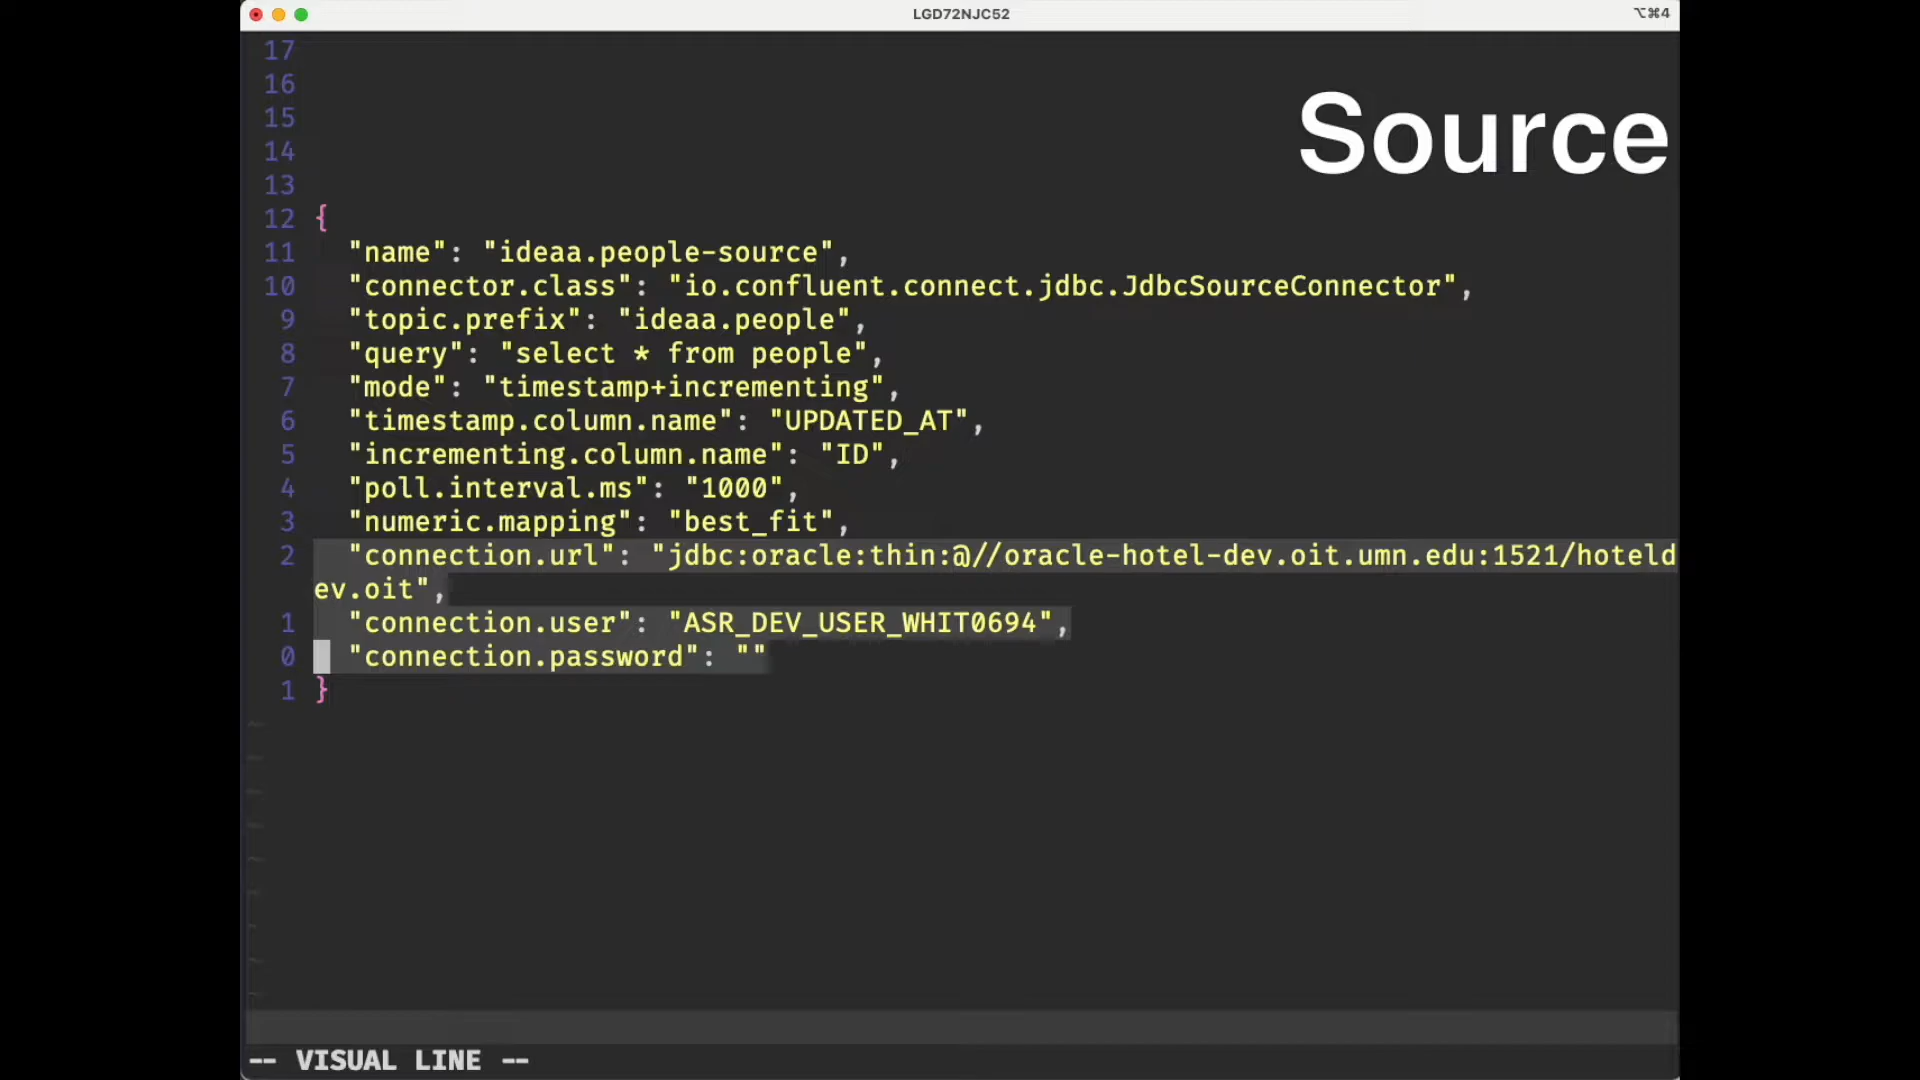 LGD72NJC52
⌥⌘4
Source
17
16
15
14
13
12 {
11 "name": "ideaa.people-source",
10 "connector.class": "io.confluent.connect.jdbc.JdbcSourceConnector",
9 "topic.prefix": "ideaa.people",
8 "query": "select * from people",
7 "mode": "timestamp+incrementing",
6 "timestamp.column.name": "UPDATED_AT",
5 "incrementing.column.name": "ID",
4 "poll.interval.ms": "1000",
3 "numeric.mapping": "best_fit",
2 "connection.url": "jdbc:oracle:thin:@//oracle-hotel-dev.oit.umn.edu:1521/hoteld
ev.oit",
1 "connection.user": "ASR_DEV_USER_WHIT0694",
0 "connection.password": ""
1 }
~
~
~
~
~
~
~
~
~
-- VISUAL LINE --